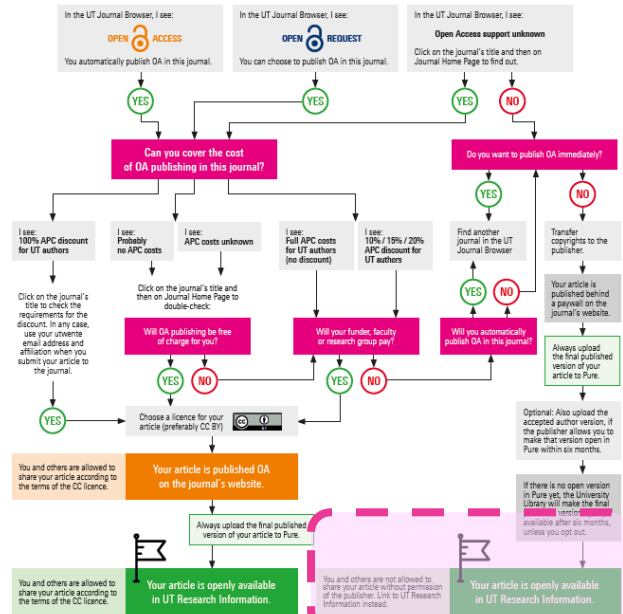 In the UT Journal Browser, I see:
OPEN ACCESS
You automatically publish OA in this journal.
In the UT Journal Browser, I see:
OPEN REQUEST
You can choose to publish OA in this journal.
In the UT Journal Browser, I see:
Open Access support unknown
Click on the journal's title and then on
Journal Home Page to find out.
YES
YES
YES
NO
Can you cover the cost
of OA publishing in this journal?
Do you want to publish OA immediately?
YES
NO
I see:
100% APC discount
for UT authors
I see:
Probably
no APC costs
I see:
APC costs unknown
I see:
Full APC costs
for UT authors
(no discount)
I see:
10% / 15% / 20%
APC discount for
UT authors
Find another
journal in the UT
Journal Browser
Transfer
copyrights to the
publisher.
Click on the journal's
title to check the
requirements for the
discount. In any case,
use your utwente
email address and
affiliation when you
submit your article to
the journal.
Click on the journal's title and
then on Journal Home Page to
double-check:
YES
NO
Your article is
published behind
a paywall on the
journal's website.
Will OA publishing be free
of charge for you?
Will your funder, faculty
or research group pay?
Will you automatically
publish OA in this journal?
Always upload
the final published
version of your
article to Pure.
YES
NO
YES
NO
YES
Choose a licence for your
article (preferably CC BY)
cc
BY
Optional: Also upload the
accepted author version, if
the publisher allows you to
make that version open in
Pure within six months.
You and others are allowed to
share your article according to
the terms of the CC licence.
Your article is published OA
on the journal's website.
If there is no open version
in Pure yet, the University
Library will make the final
version
available after six months,
unless you opt out.
Always upload the final published
version of your article to Pure.
You and others are allowed to
share your article according to the
terms of the CC licence.
Your article is openly available
in UT Research Information.
You and others are not allowed to
share your article without permission
of the publisher. Link to UT Research
Information instead.
Your article is openly available
in UT Research Information.